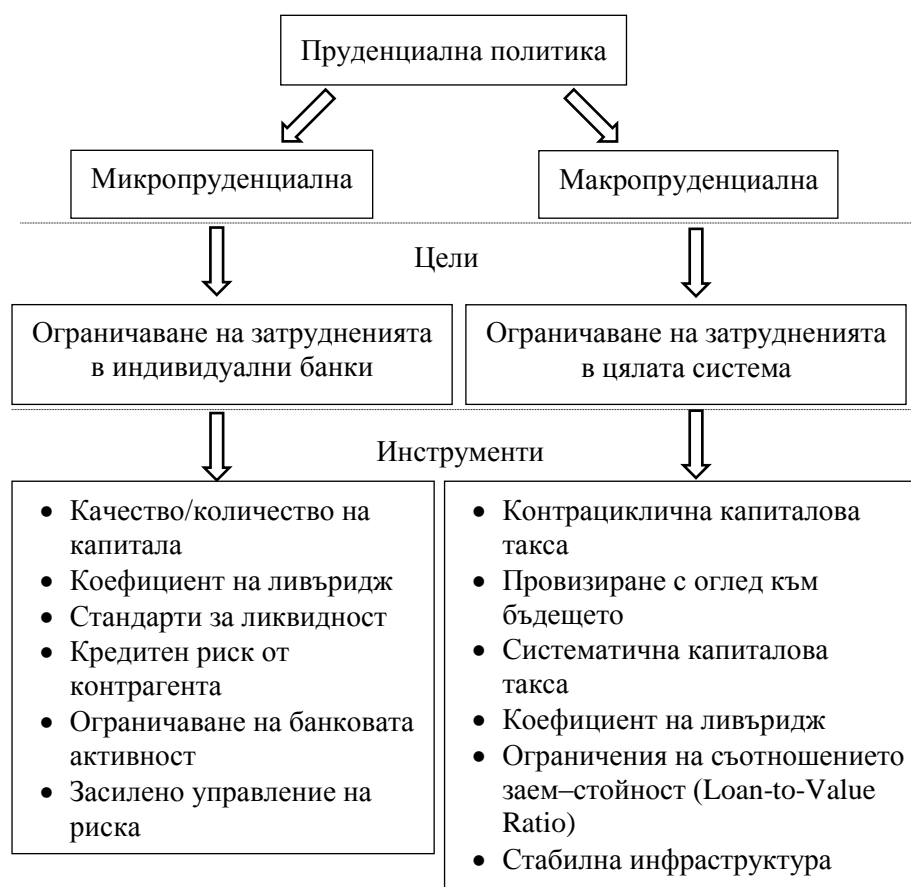 Пруденциална политика
Микропруденциална
Макропруденциална
Цели
Ограничаване на затрудненията
в индивидуални банки
Ограничаване на затрудненията
в цялата система
Инструменти
• Качество/количество на
капитала
• Коефициент на ливъридж
• Стандарти за ликвидност
• Кредитен риск от
контрагента
• Ограничаване на банковата
активност
• Засилено управление на
риска
• Контрациклична капиталова
такса
• Провизиране с оглед към
бъдещето
• Систематична капиталова
такса
• Коефициент на ливъридж
• Ограничения на съотношението
заем–стойност (Loan-to-Value
Ratio)
• Стабилна инфраструктура